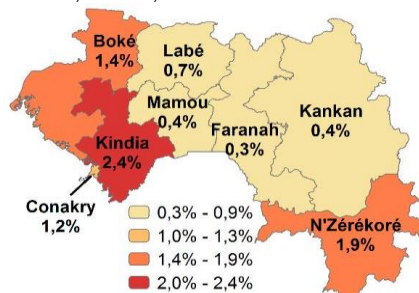 Boké
1,4%
Labé
0,7%
Mamou
0,4%
Kankan
0,4%
Faranah
0,3%
Kindia
2,4%
Conakry
1,2%
N'Zérékoré
1,9%
0,3% - 0,9%
1,0% - 1,3%
1,4% - 1,9%
2,0% - 2,4%